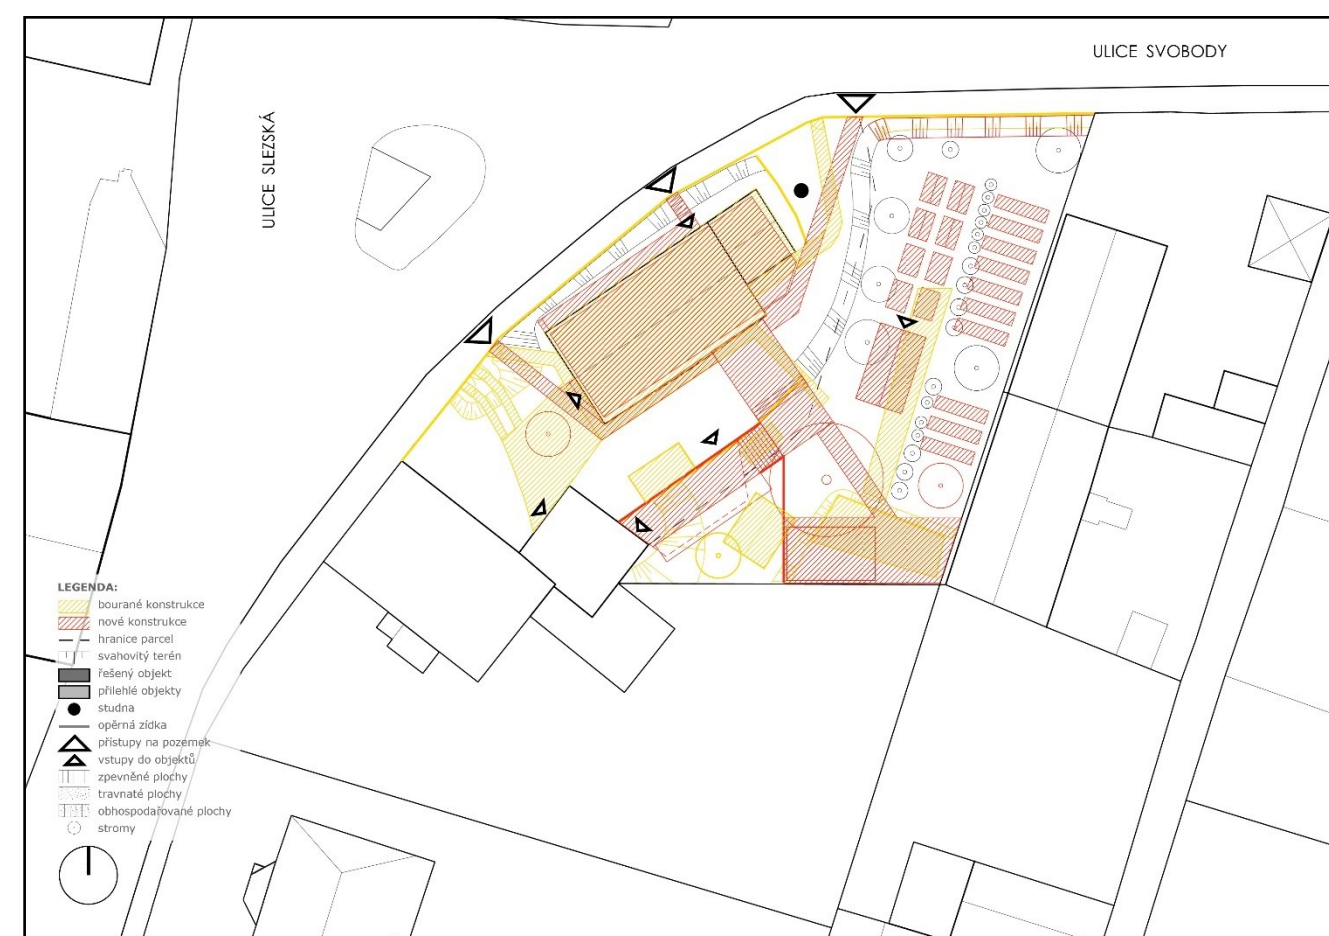 ULICE SVOBODY
ULICE SLEZSKÁ
LEGENDA:
bourané konstrukce
nové konstrukce
hranice parcel
svahovitý terén
řešený objekt
přilehlé objekty
studna
opěrná zídka
přístupy na pozemek
vstupy do objektů
zpevněné plochy
travnaté plochy
obhospodařované plochy
stromy